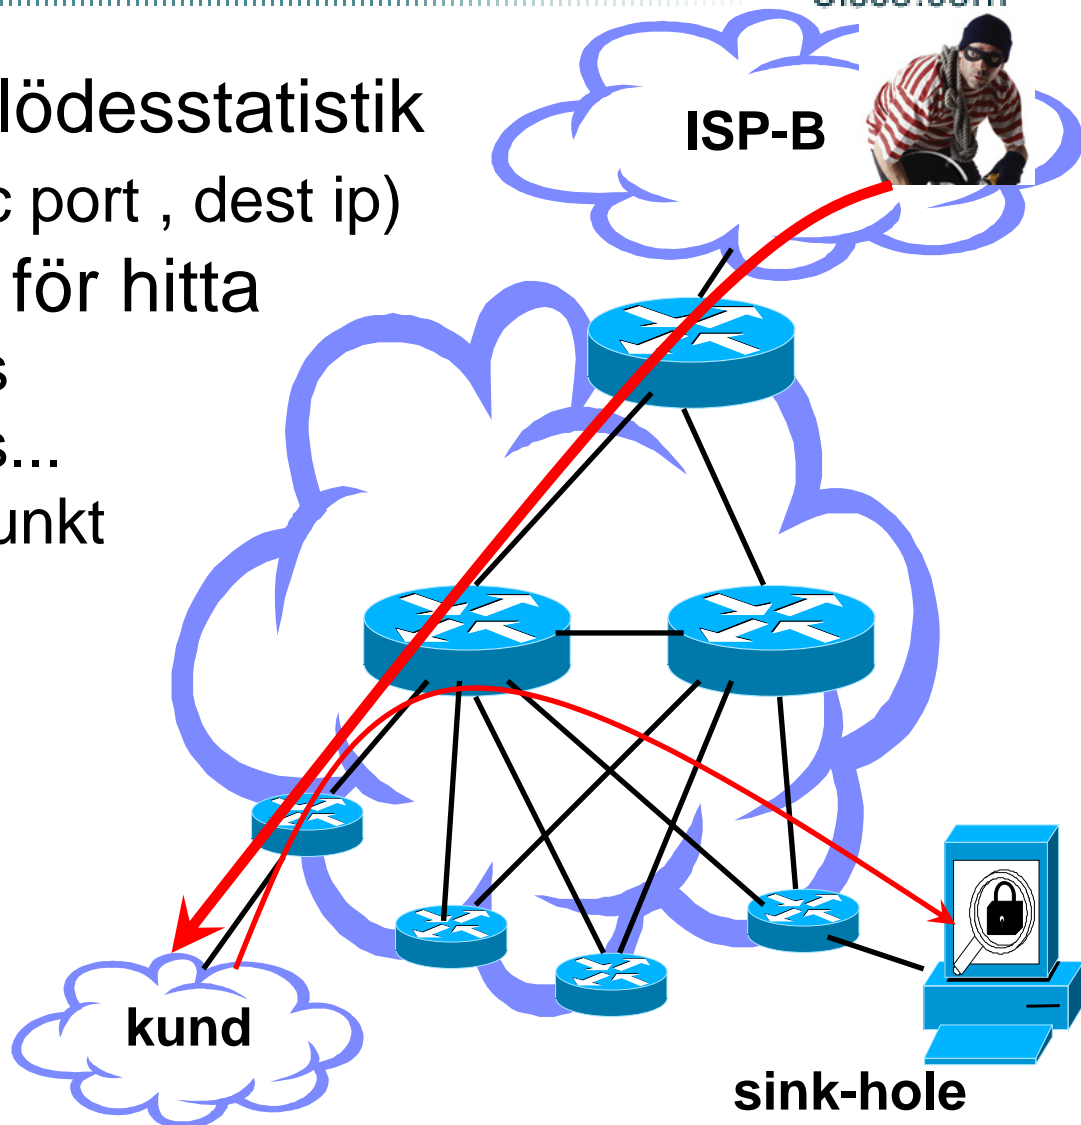 lödesstatistik
ISP-B
c port , dest ip)
för hitta
s
s...
unkt
kund
sink-hole